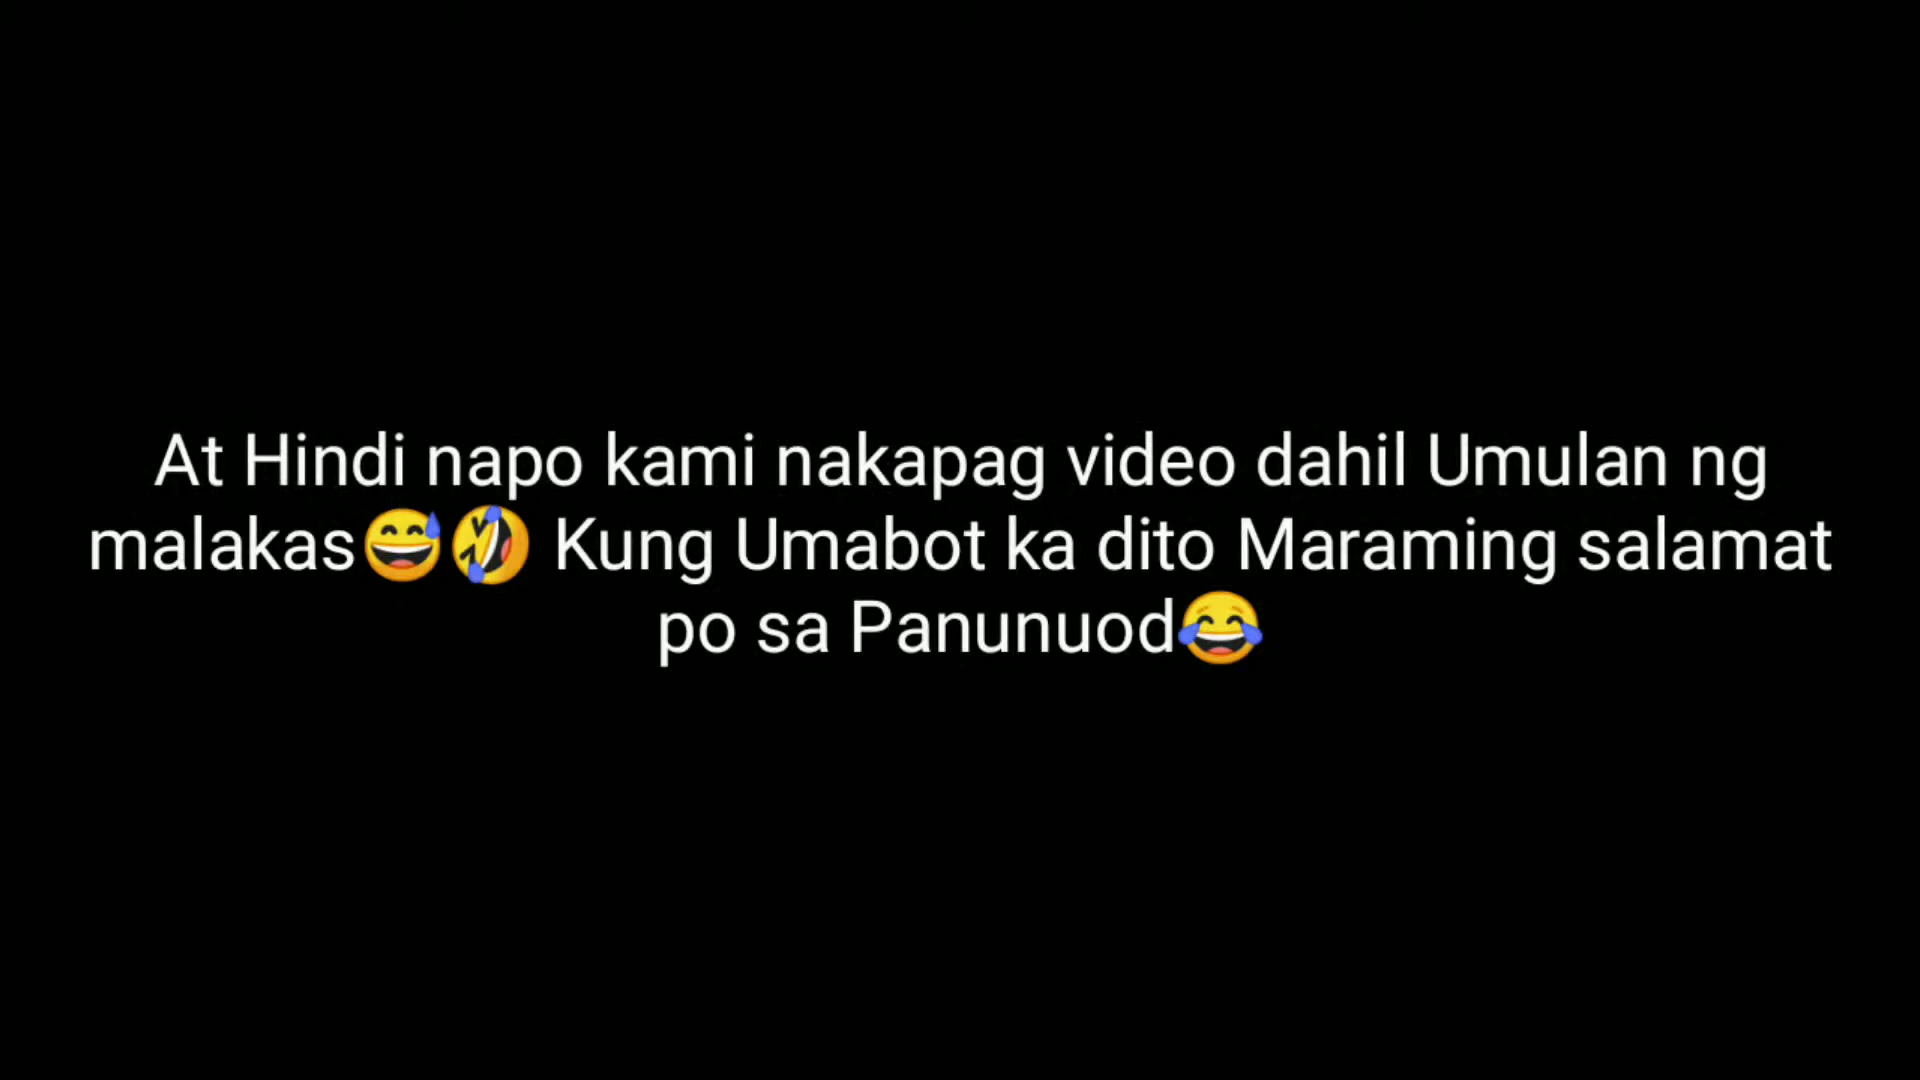 At Hindi napo kami nakapag video dahil Umulan ng
malakas😅🤣 Kung Umabot ka dito Maraming salamat
po sa Panunuod😂